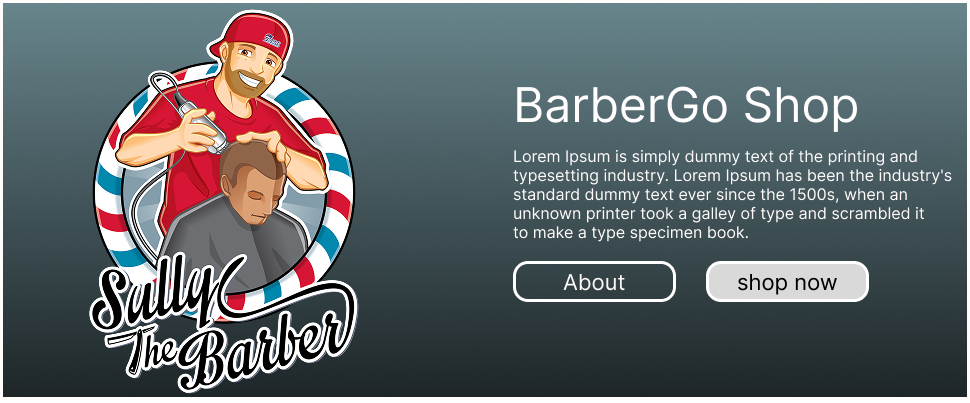 Sully
The Barber
BarberGo Shop
Lorem Ipsum is simply dummy text of the printing and
typesetting industry. Lorem Ipsum has been the industry's
standard dummy text ever since the 1500s, when an
unknown printer took a galley of type and scrambled it
to make a type specimen book.
About
shop now